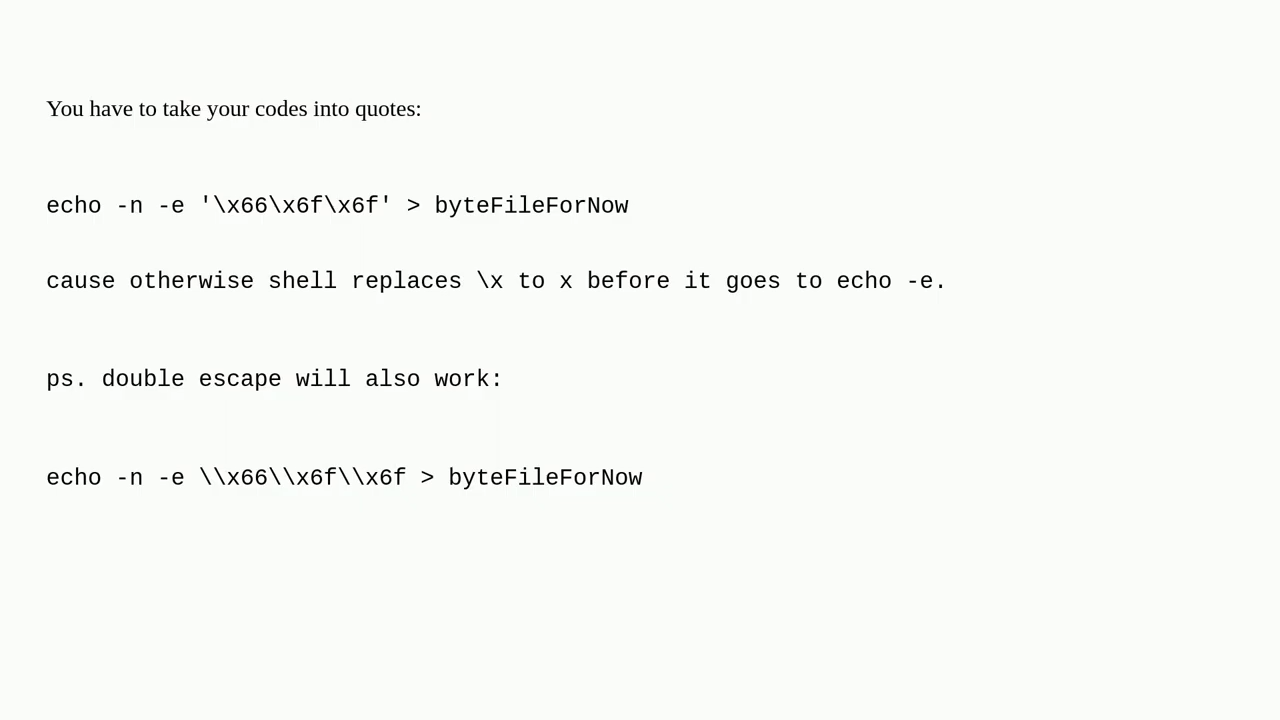 You have to take your codes into quotes:
echo -n -e '\x66\x6f\x6f' > byteFileForNow
cause otherwise shell replaces \x to x before it goes to echo -e.
ps. double escape will also work:
echo -n -e \\x66\\x6f\\x6f > byteFileForNow